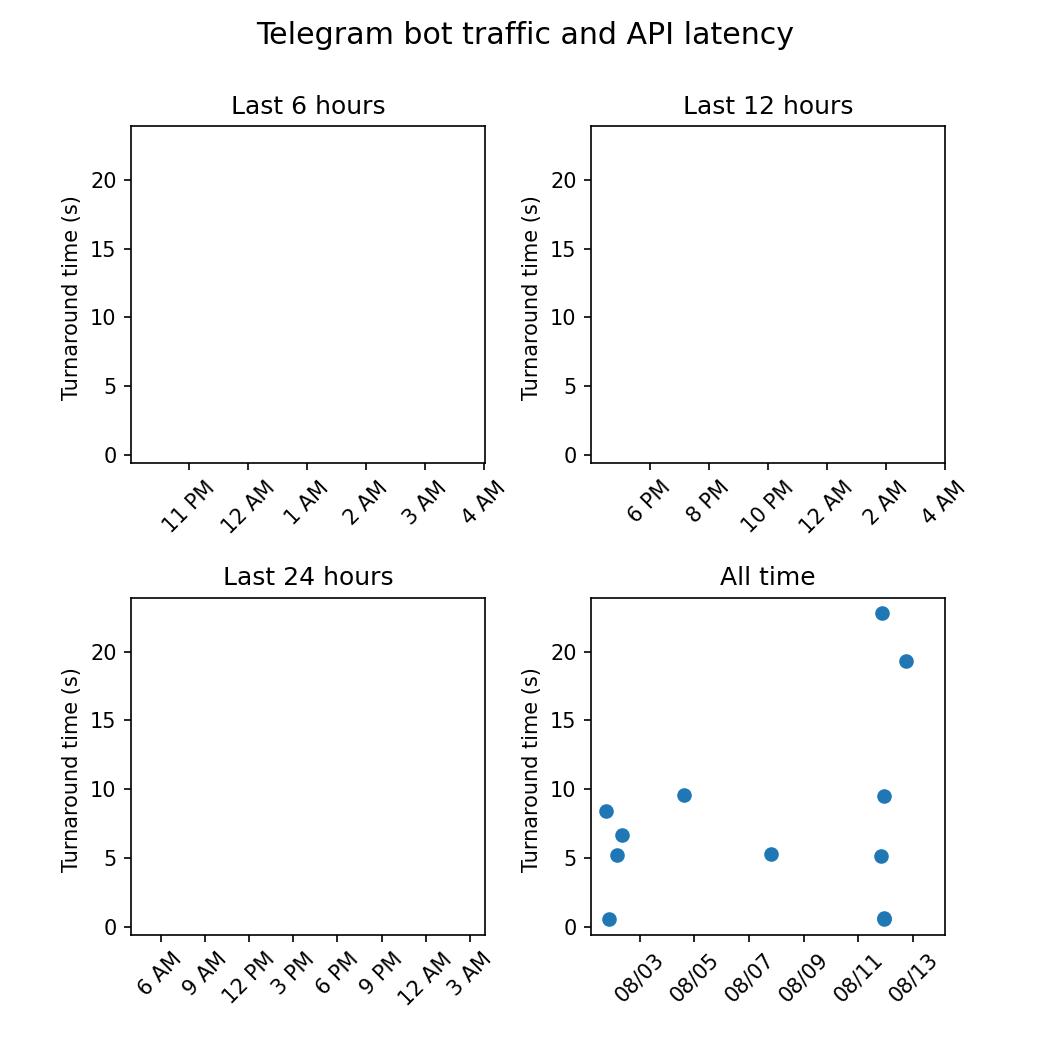 Telegram bot traffic and API latency
Last 6 hours
Turnaround time (s)
20
15
10
5
0
11 PM
12 AM
1 AM
2 AM
3 AM
4 AM
Last 12 hours
Turnaround time (s)
20
15
10
5
0
6 PM
8 PM
10 PM
12 AM
2 AM
4 AM
Last 24 hours
Turnaround time (s)
20
15
10
5
0
6 AM
9 AM
12 PM
3 PM
6 PM
9 PM
12 AM
3 AM
All time
Turnaround time (s)
20
15
10
5
0
08/03
08/05
08/07
08/09
08/11
08/13